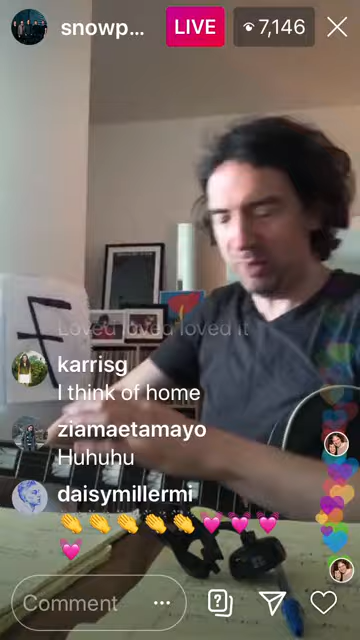 snowp...
LIVE
7,146
F
Loved loved loved it
karrisg
I think of home
ziamaetamayo
Huhuhu
daisymillermi
👏👏👏👏👏💓💓💓
💓
Comment